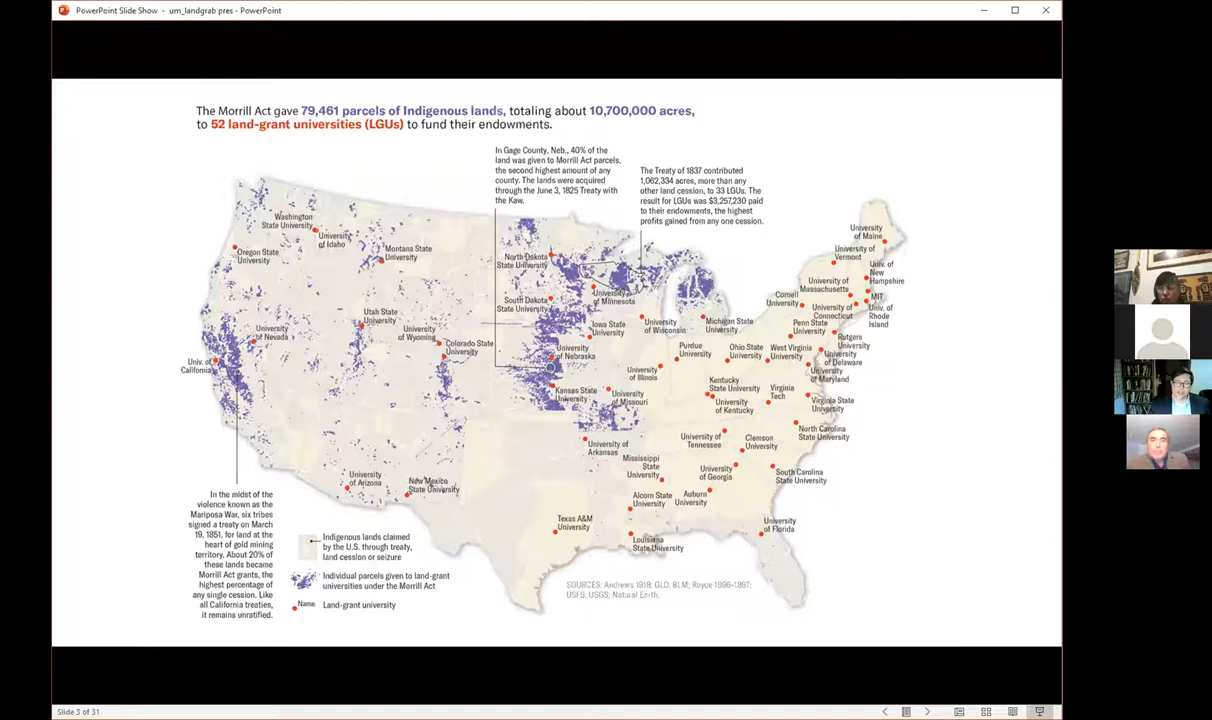 PowerPoint Slide Show - um_landgrab pres - PowerPoint
The Morrill Act gave 79,461 parcels of Indigenous lands, totaling about 10,700,000 acres,
to 52 land-grant universities (LGUs) to fund their endowments.
In Gage County, Neb., 40% of the
land was given to Morrill Act parcels,
the second highest amount of any
county. The lands were acquired
through the June 3, 1825 Treaty with
the Kaw.
The Treaty of 1837 contributed
1,062,334 acres, more than any
other land cession, to 33 LGUs. The
result for LGUs was $3,257,230 paid
to their endowments, the highest
profits gained from any one cession.
Washington
State University
University
of Idaho
Oregon State
University
Montana State
University
North Dakota
State University
South Dakota
State University
University
of Minnesota
Utah State
University
University
of Nevada
University
of Wyoming
Colorado State
University
Iowa State
University
University
of Wisconsin
Michigan State
University
Univ. of
California
University
of Nebraska
Kansas State
University
University
of Missouri
University
of Illinois
Purdue
University
Ohio State
University
West Virginia
University
Penn State
University
Cornell
University
University of
Massachusetts
University of
Connecticut
University of
Vermont
University
of Maine
Univ. of
New
Hampshire
MIT
Univ. of
Rhode
Island
Rutgers
University
University
of Delaware
University
of Maryland
Kentucky
State University
University
of Kentucky
Virginia
Tech
Virginia State
University
North Carolina
State University
University of
Tennessee
Clemson
University
University of
Arkansas
Mississippi
State
University
University
of Georgia
South Carolina
State University
Alcorn State
University
Auburn
University
University
of Arizona
New Mexico
State University
Texas A&M
University
Louisiana
State University
University
of Florida
In the midst of the
violence known as the
Mariposa War, six tribes
signed a treaty on March
19, 1851, for land at the
heart of gold mining
territory. About 20% of
these lands became
Morrill Act grants, the
highest percentage of
any single cession. Like
all California treaties,
it remains unratified.
Indigenous lands claimed
by the U.S. through treaty,
land cession or seizure
Individual parcels given to land-grant
universities under the Morrill Act
Name Land-grant university
SOURCES: Andrews 1918; GLO, BLM; Royce 1896-1897;
USFS; USGS; Natural Earth.
Slide 3 of 31